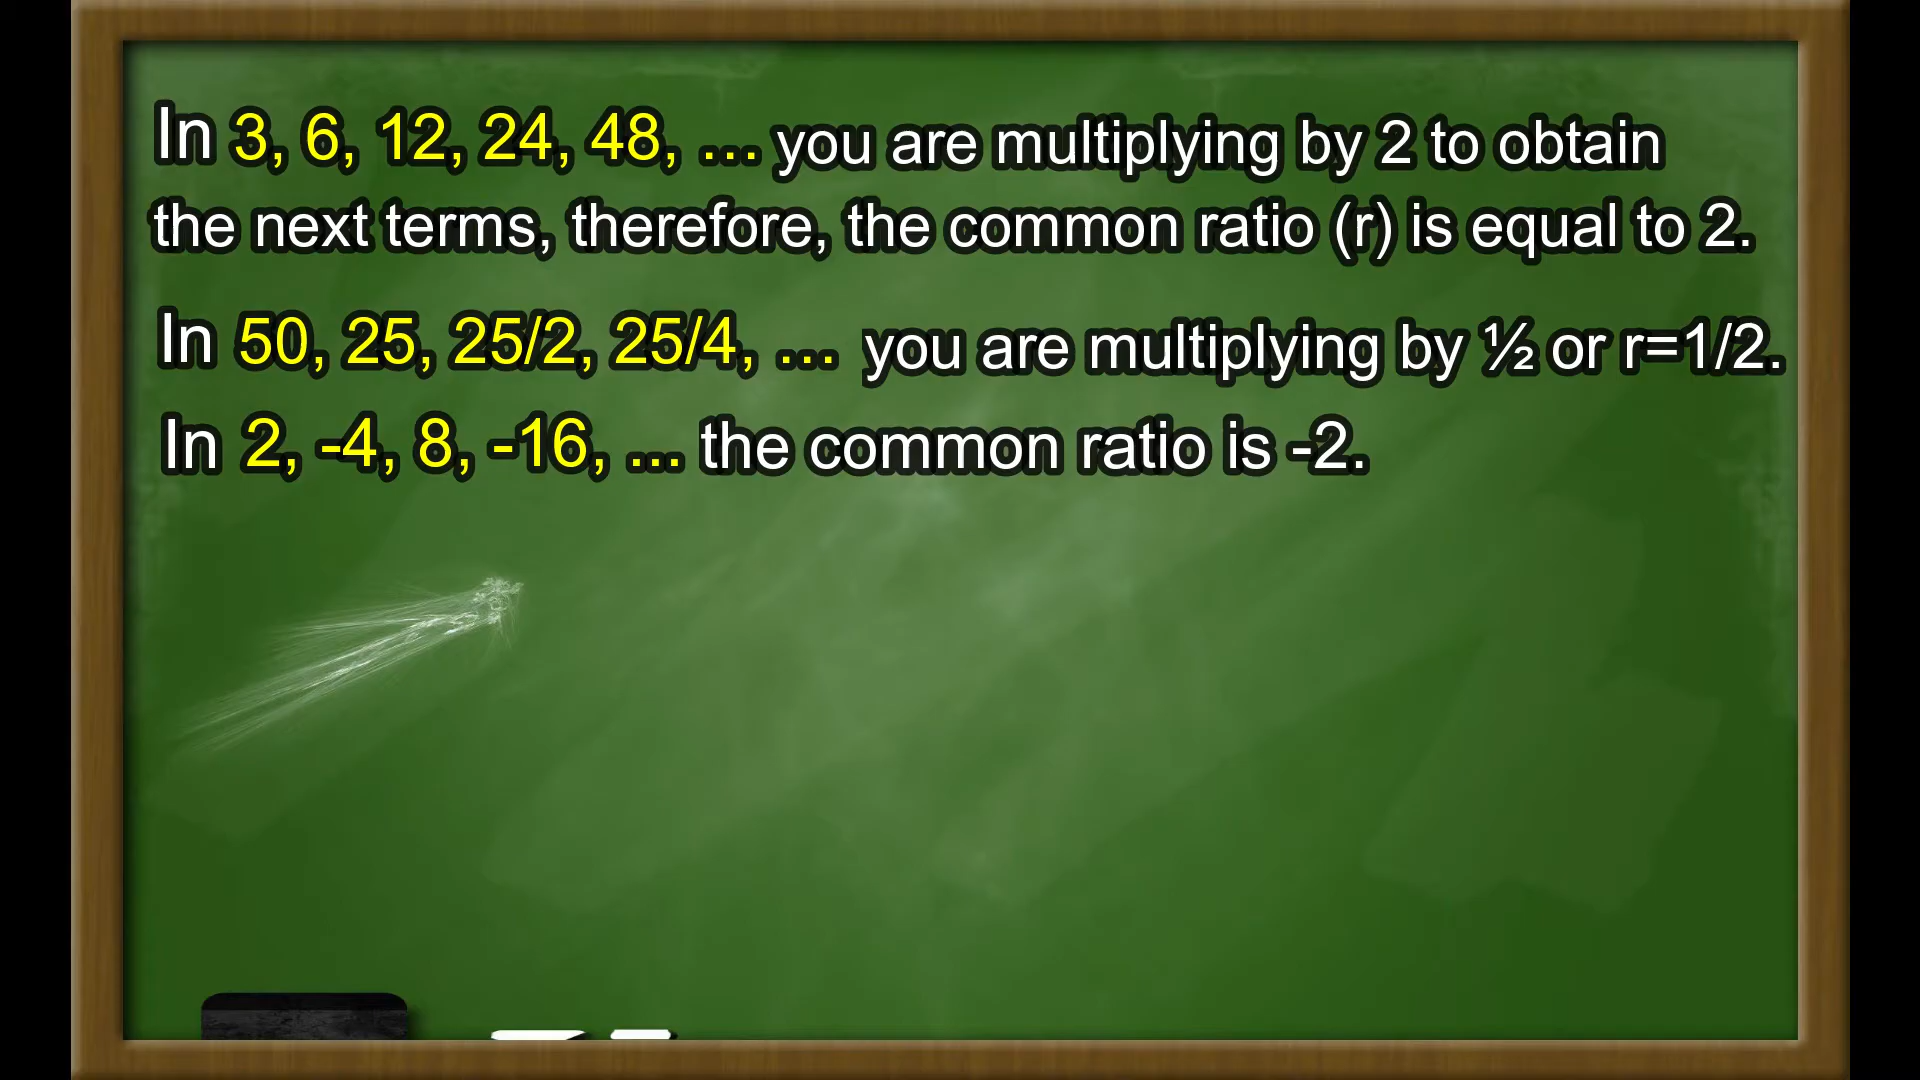 In 3, 6, 12, 24, 48, ... you are multiplying by 2 to obtain
the next terms, therefore, the common ratio (r) is equal to 2.
In 50, 25, 25/2, 25/4, ... you are multiplying by ½ or r=1/2.
In 2, -4, 8, -16, ... the common ratio is -2.